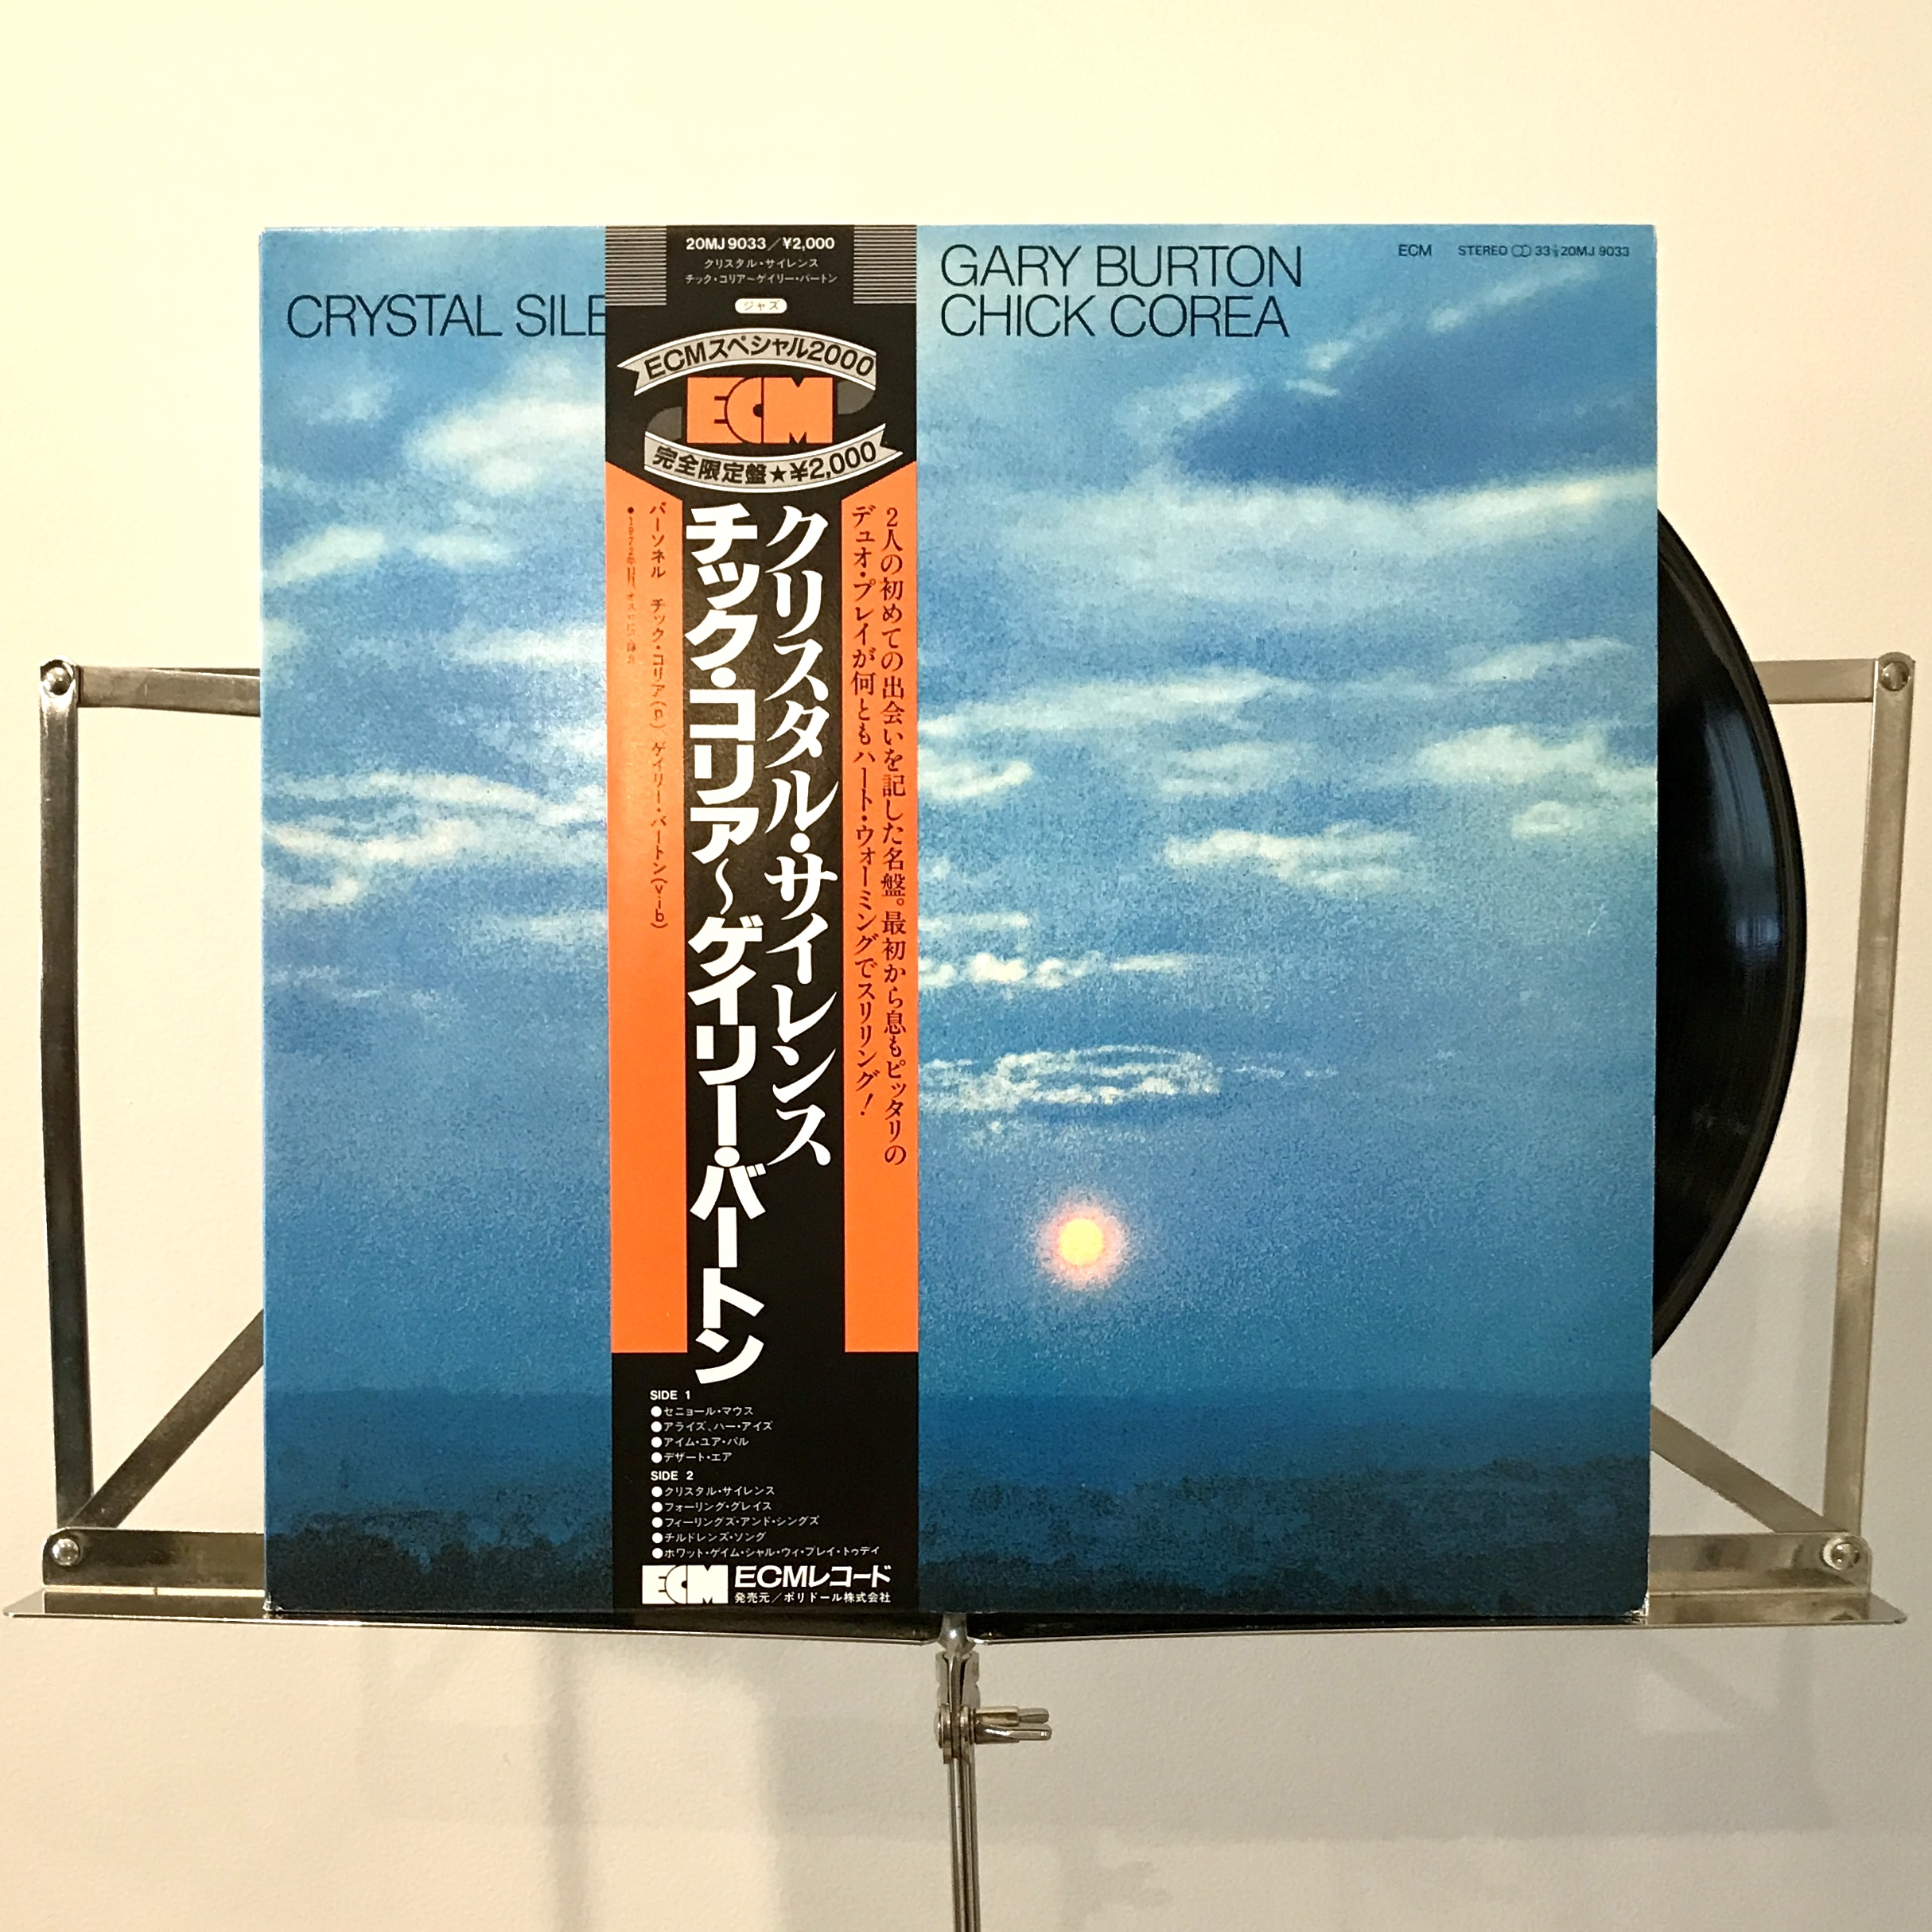 CRYSTAL SILE
GARY BURTON
CHICK COREA
ECM STEREO 33⅓ 20MJ 9033
20MJ9033／¥2,000
クリスタル・サイレンス
チック・コリア～ゲイリー・バートン
ジャズ
ECMスペシャル2000
ECM
完全限定盤★¥2,000
2人の初めての出会いを記した名盤。最初から息もピッタリの
デュオ・プレイが何ともハート・ウォーミングでスリリング！
クリスタル・サイレンス
チック・コリア～ゲイリー・バートン
パーソネル チック・コリア(p)、ゲイリー・バートン(vib)
SIDE 1
●セニョール・マウス
●アライズ、ハー・アイズ
●アイム・ユア・パル
●デザート・エア
SIDE 2
●クリスタル・サイレンス
●フォーリング・グレイス
●フィーリングズ・アンド・シングズ
●チルドレンズ・ソング
●ホワット・ゲイム・シャル・ウィ・プレイ・トゥデイ
ECM ECMレコード
発売元／ポリドール株式会社